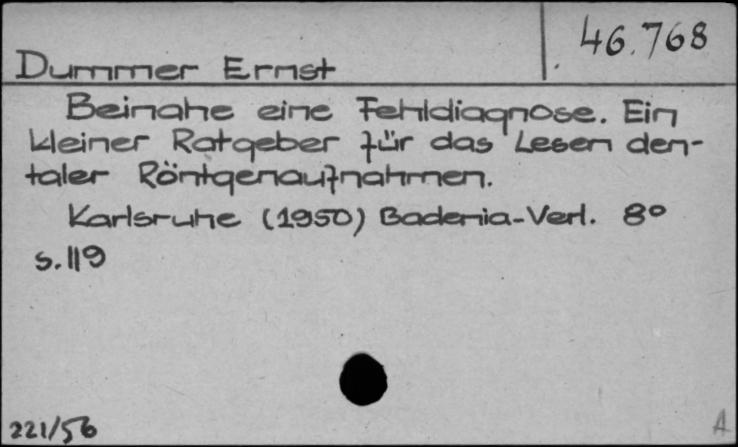 46.768
Dummer Ernst
Beinahe eine Fehldiagnose. Ein
kleiner Ratgeber für das Lesen den-
taler Röntgenaufnahmen.
Karlsruhe (1950) Badenia-Verl. 8°
S. 119
221/56
A